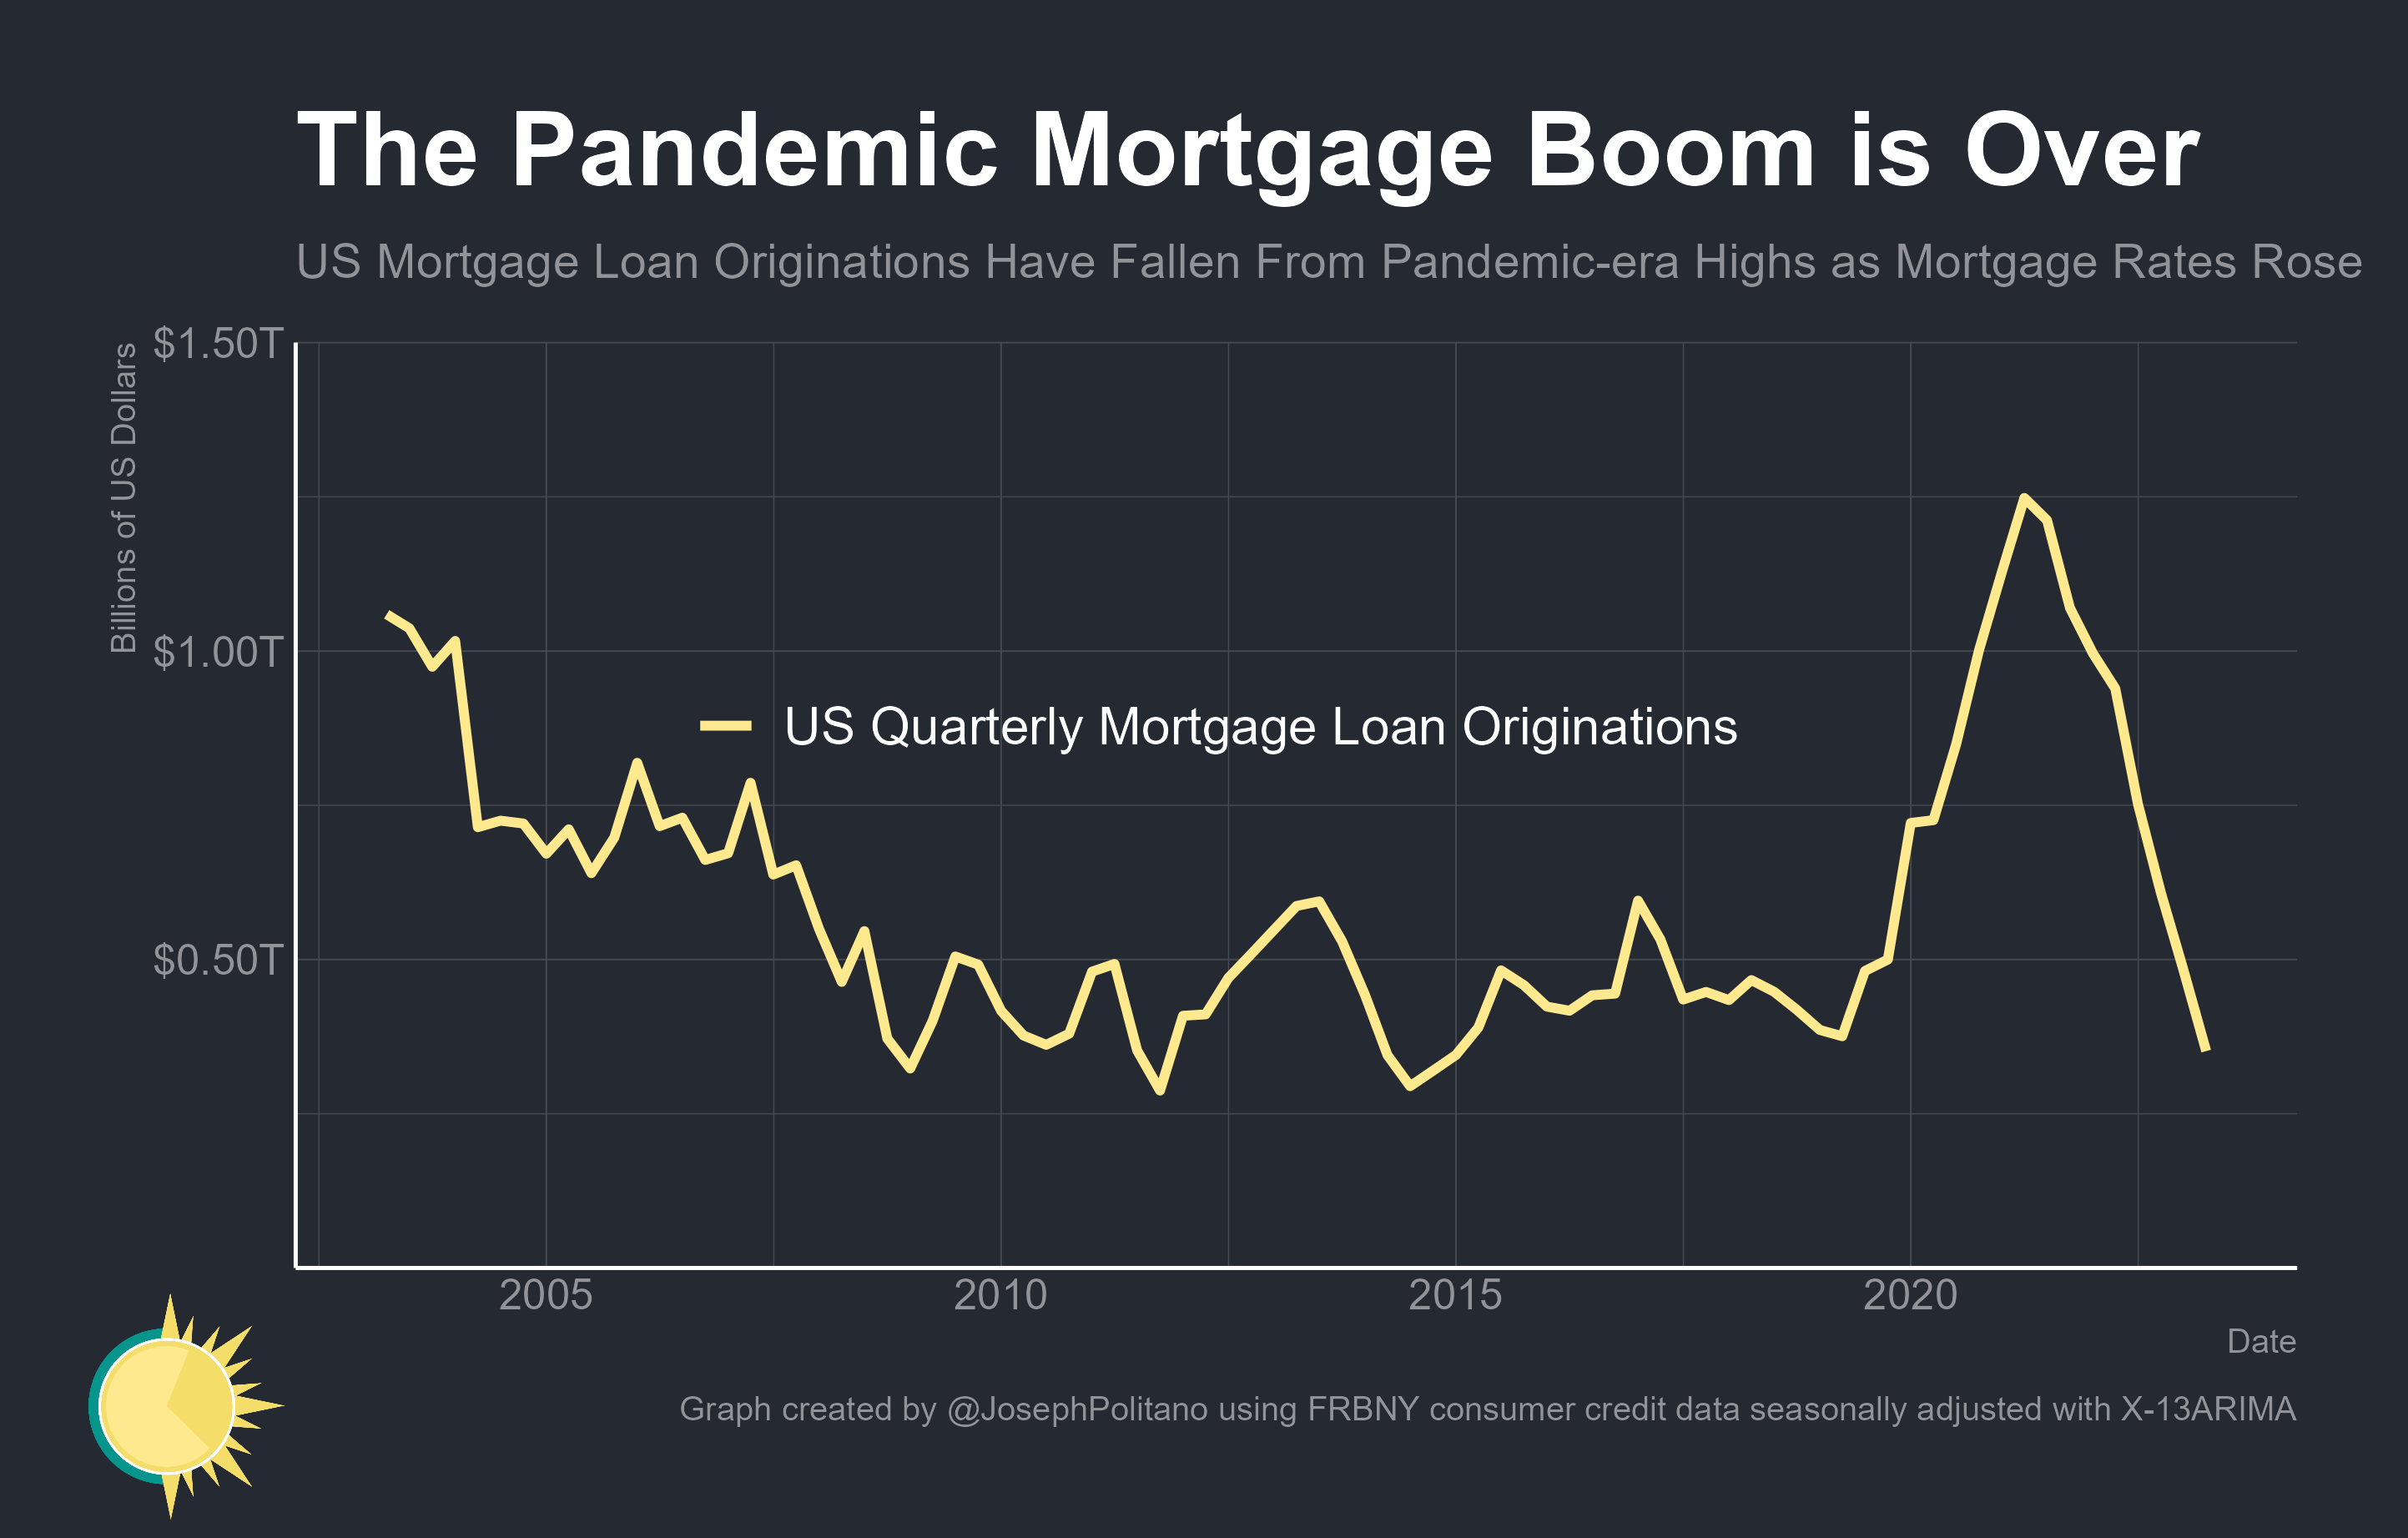 The Pandemic Mortgage Boom is Over
US Mortgage Loan Originations Have Fallen From Pandemic-era Highs as Mortgage Rates Rose
Billions of US Dollars
$1.50T
$1.00T
$0.50T
US Quarterly Mortgage Loan Originations
2005 2010 2015 2020
Date
Graph created by @JosephPolitano using FRBNY consumer credit data seasonally adjusted with X-13ARIMA